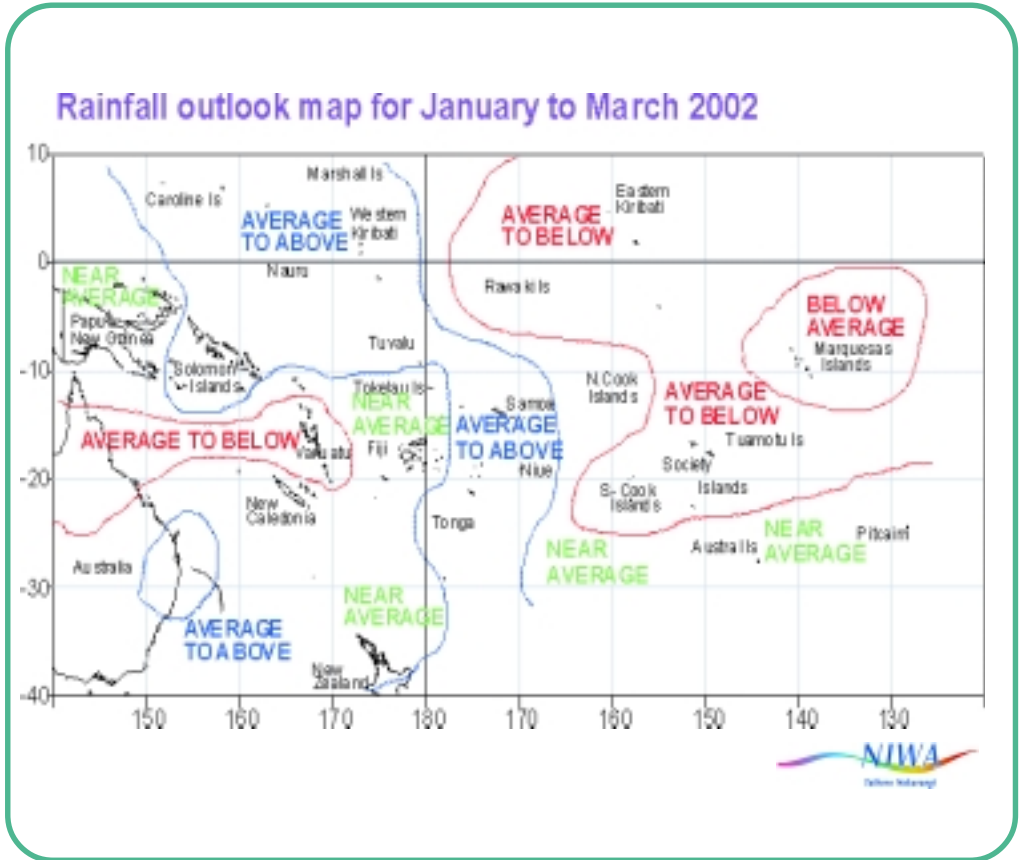 Rainfall outlook map for January to March 2002
10
Marshall Is
Caroline Is
Eastern
Kiribati
AVERAGE
TO ABOVE
Western
Kiribati
AVERAGE
TO BELOW
0
NEAR
AVERAGE
Nauru
Rawaki Is
BELOW
AVERAGE
Papua
New Guinea
Tuvalu
Marquesas
Islands
-10
Solomon
Islands
Tokelau Is
N.Cook
Islands
AVERAGE
TO BELOW
NEAR
AVERAGE
Samoa
AVERAGE
TO ABOVE
AVERAGE TO BELOW
Vanuatu
Fiji
Tuamotu Is
Society
Islands
Niue
-20
S- Cook
Islands
New
Caledonia
Tonga
NEAR
AVERAGE
Pitcairn
Austral Is
NEAR
AVERAGE
Australia
-30
NEAR
AVERAGE
AVERAGE
TO ABOVE
New
Zealand
-40
150 160 170 180 170 160 150 140 130
NIWA
Taihoro Nukurangi